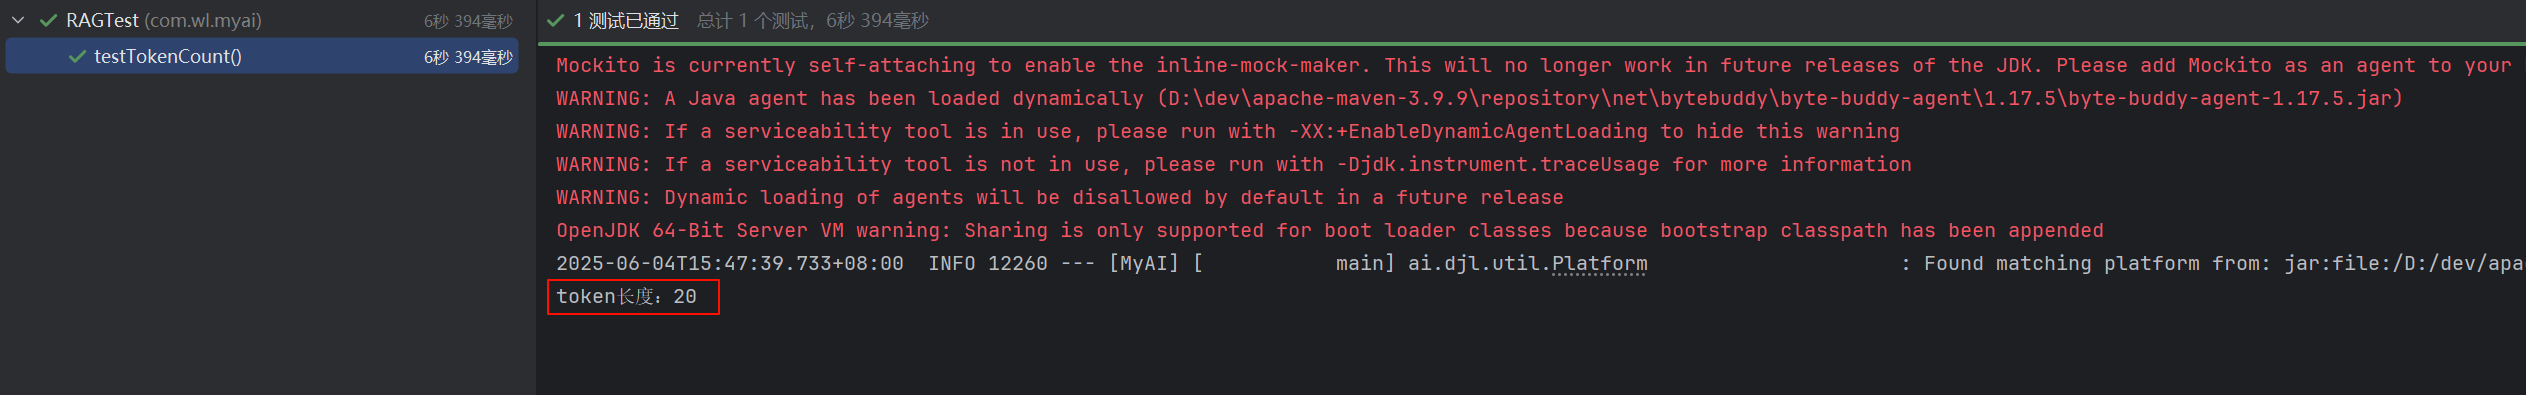 RAGTest (com.wl.myai) 6秒 394毫秒
testTokenCount() 6秒 394毫秒
1 测试已通过 总计 1 个测试，6秒 394毫秒
Mockito is currently self-attaching to enable the inline-mock-maker. This will no longer work in future releases of the JDK. Please add Mockito as an agent to your
WARNING: A Java agent has been loaded dynamically (D:\dev\apache-maven-3.9.9\repository\net\bytebuddy\byte-buddy-agent\1.17.5\byte-buddy-agent-1.17.5.jar)
WARNING: If a serviceability tool is in use, please run with -XX:+EnableDynamicAgentLoading to hide this warning
WARNING: If a serviceability tool is not in use, please run with -Djdk.instrument.traceUsage for more information
WARNING: Dynamic loading of agents will be disallowed by default in a future release
OpenJDK 64-Bit Server VM warning: Sharing is only supported for boot loader classes because bootstrap classpath has been appended
2025-06-04T15:47:39.733+08:00  INFO 12260 --- [MyAI] [           main] ai.djl.util.Platform                     : Found matching platform from: jar:file:/D:/dev/apa
token长度：20